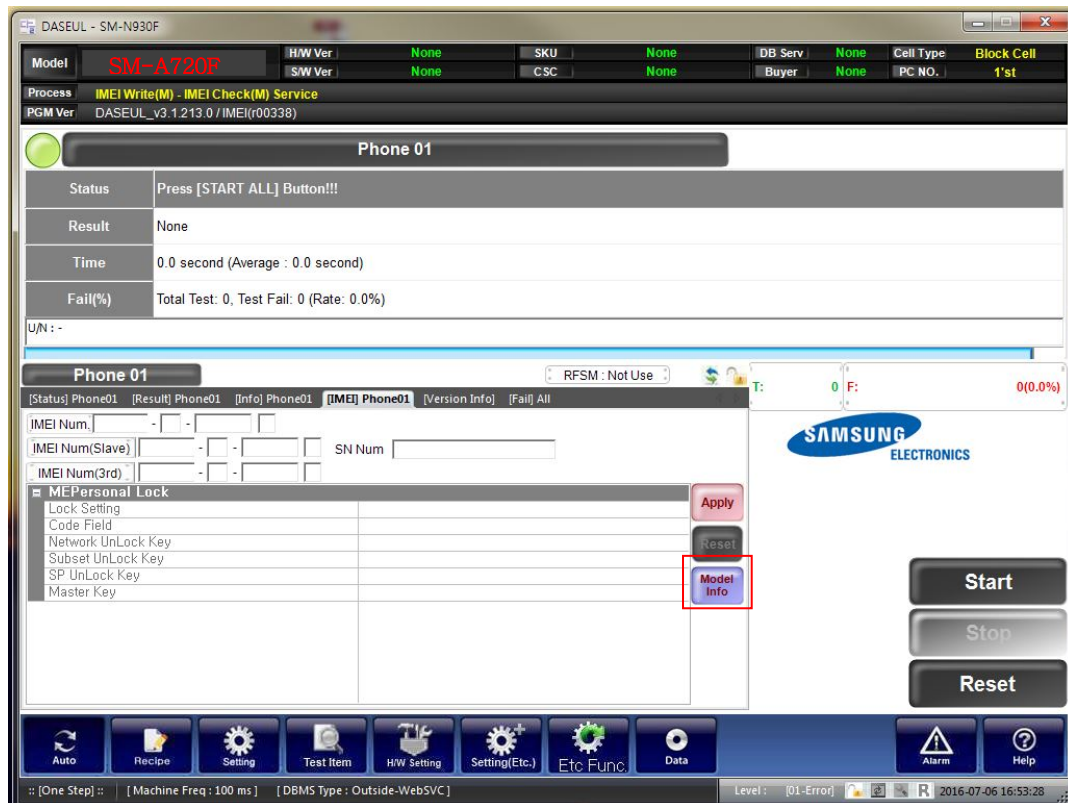 DASEUL - SM-N930F
Model SM-A720F H/W Ver None SKU None DB Serv None Cell Type Block Cell
S/W Ver None CSC None Buyer None PC NO. 1'st
Process IMEI Write(M) - IMEI Check(M) Service
PGM Ver DASEUL_v3.1.213.0 / IMEI(r00338)
Phone 01
Status Press [START ALL] Button!!!
Result None
Time 0.0 second (Average : 0.0 second)
Fail(%) Total Test: 0, Test Fail: 0 (Rate: 0.0%)
U/N : -
Phone 01 RFSM : Not Use T: 0 F: 0(0.0%)
[Status] Phone01 [Result] Phone01 [Info] Phone01 [IMEI] Phone01 [Version Info] [Fail] All
IMEI Num. - -
IMEI Num(Slave) - - SN Num
IMEI Num(3rd) - -
SAMSUNG
ELECTRONICS
MEPersonal Lock
Lock Setting
Code Field
Network UnLock Key
Subset UnLock Key
SP UnLock Key
Master Key
Apply
Reset
Model
Info
Start
Stop
Reset
Auto Recipe Setting Test Item H/W Setting Setting(Etc.) Etc Func. Data Alarm Help
:: [One Step] :: [ Machine Freq : 100 ms ] [ DBMS Type : Outside-WebSVC ] Level : [01-Error] R 2016-07-06 16:53:28